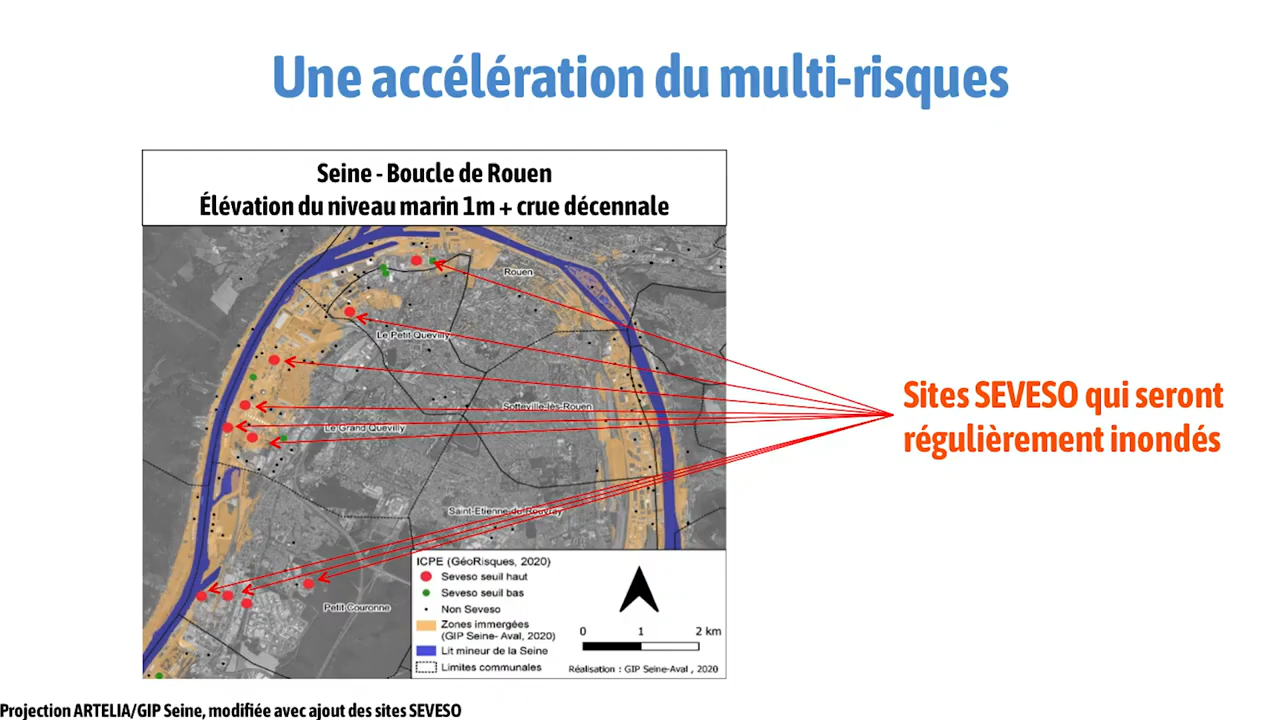 Une accélération du multi-risques
Seine - Boucle de Rouen
Élévation du niveau marin 1m + crue décennale
Rouen
Le Petit Quevilly
Sotteville-lès-Rouen
Le Grand Quevilly
Sites SEVESO qui seront
régulièrement inondés
Saint-Etienne-du-Rouvray
Petit Couronne
ICPE (GéoRisques, 2020)
Seveso seuil haut
Seveso seuil bas
Non Seveso
Zones immergées
(GIP Seine- Aval, 2020)
Lit mineur de la Seine
Limites communales
0 1 2 km
Réalisation : GIP Seine-Aval , 2020
Projection ARTELIA/GIP Seine, modifiée avec ajout des sites SEVESO